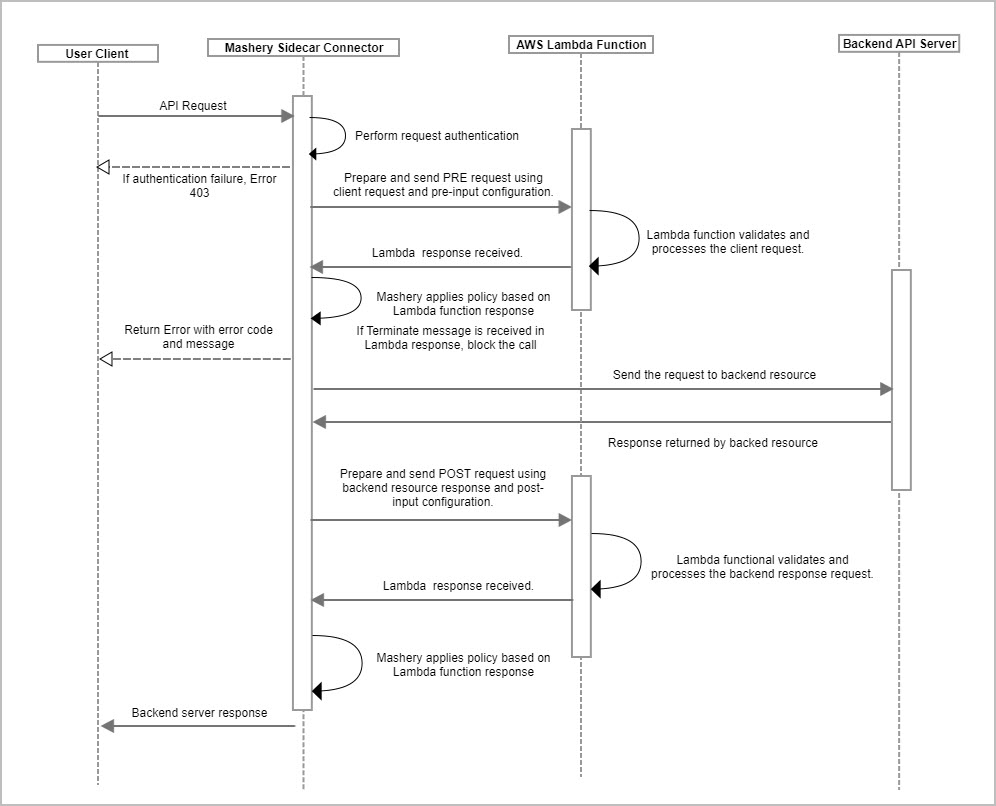 User Client
Mashery Sidecar Connector
AWS Lambda Function
Backend API Server
API Request
Perform request authentication
If authentication failure, Error
403
Prepare and send PRE request using
client request and pre-input configuration.
Lambda function validates and
processes the client request.
Lambda  response received.
Mashery applies policy based on
Lambda function response
If Terminate message is received in
Lambda response, block the call
Return Error with error code
and message
Send the request to backend resource
Response returned by backed resource
Prepare and send POST request using
backend resource response and post-
input configuration.
Lambda functional validates and
processes the backend response request.
Lambda  response received.
Mashery applies policy based on
Lambda function response
Backend server response